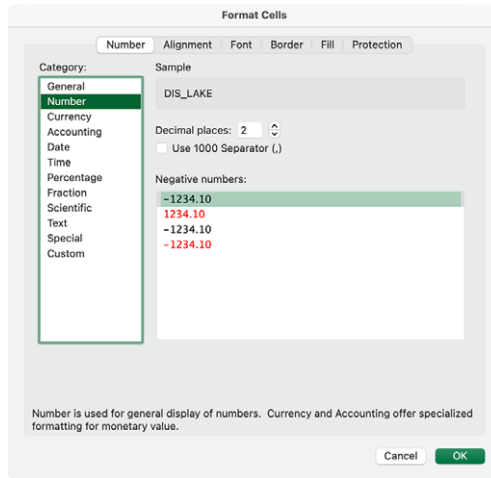 Format Cells
Number Alignment Font Border Fill Protection
Category:
General
Number
Currency
Accounting
Date
Time
Percentage
Fraction
Scientific
Text
Special
Custom
Sample
DIS_LAKE
Decimal places: 2
Use 1000 Separator (,)
Negative numbers:
-1234.10
1234.10
-1234.10
-1234.10
Number is used for general display of numbers. Currency and Accounting offer specialized
formatting for monetary value.
Cancel OK